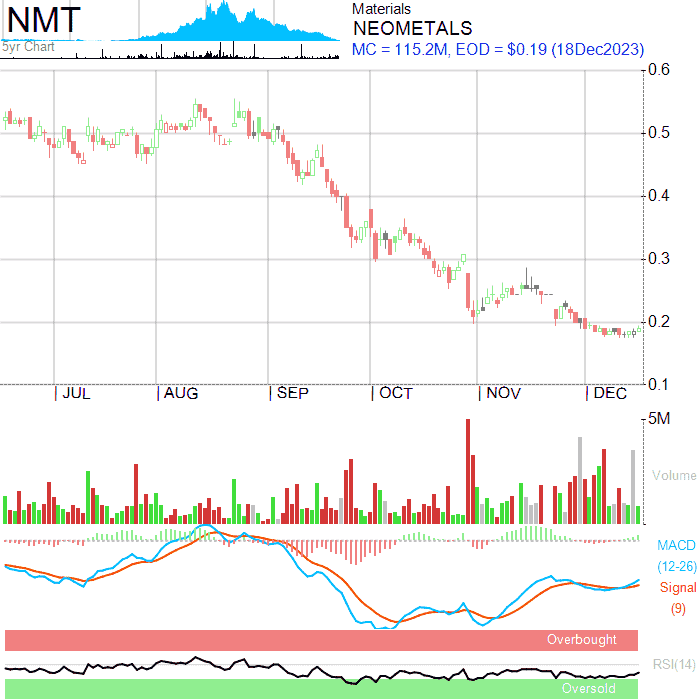 NMT
5yr Chart
Materials
NEOMETALS
MC = 115.2M, EOD = $0.19 (18Dec2023)
0.6
0.5
0.4
0.3
0.2
0.1
JUL
AUG
SEP
OCT
NOV
DEC
5M
Volume
MACD
(12-26)
Signal
(9)
Overbought
RSI(14)
Oversold